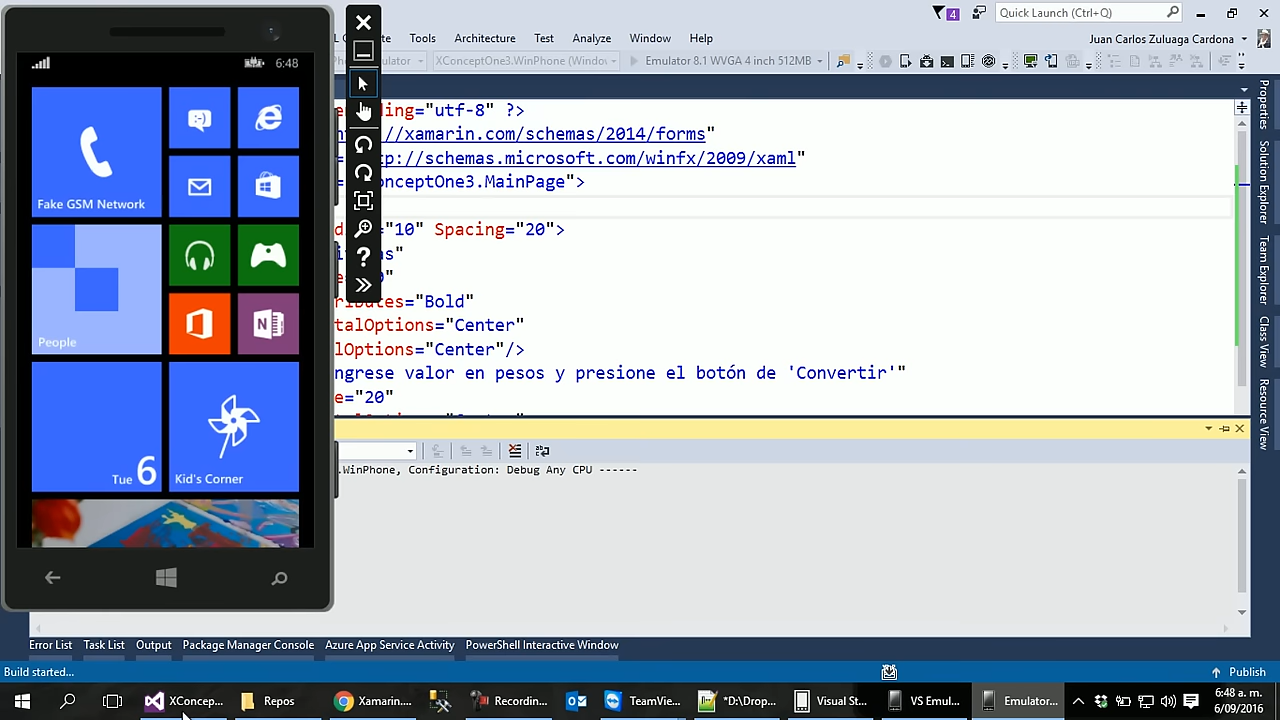 6:48
Fake GSM Network
People
Tue 6
Kid's Corner
4
Quick Launch (Ctrl+Q)
Tools Architecture Test Analyze Window Help
Juan Carlos Zuluaga Cardona
XConceptOne3.WinPhone (Window
Emulator 8.1 WVGA 4 inch 512MB
ding="utf-8" ?>
//xamarin.com/schemas/2014/forms"
tp://schemas.microsoft.com/winfx/2009/xaml"
onceptOne3.MainPage">
"10" Spacing="20">
s"
ributes="Bold"
talOptions="Center"
lOptions="Center"/>
ngrese valor en pesos y presione el botón de 'Convertir'"
e="20"
.WinPhone, Configuration: Debug Any CPU ------
Properties
Solution Explorer
Team Explorer
Class View
Resource View
Error List Task List Output Package Manager Console Azure App Service Activity PowerShell Interactive Window
Build started...
Publish
XConcep...
Repos
Xamarin....
Recordin...
TeamVie...
*D:\Drop...
Visual St...
VS Emul...
Emulator...
6:48 a. m.
6/09/2016